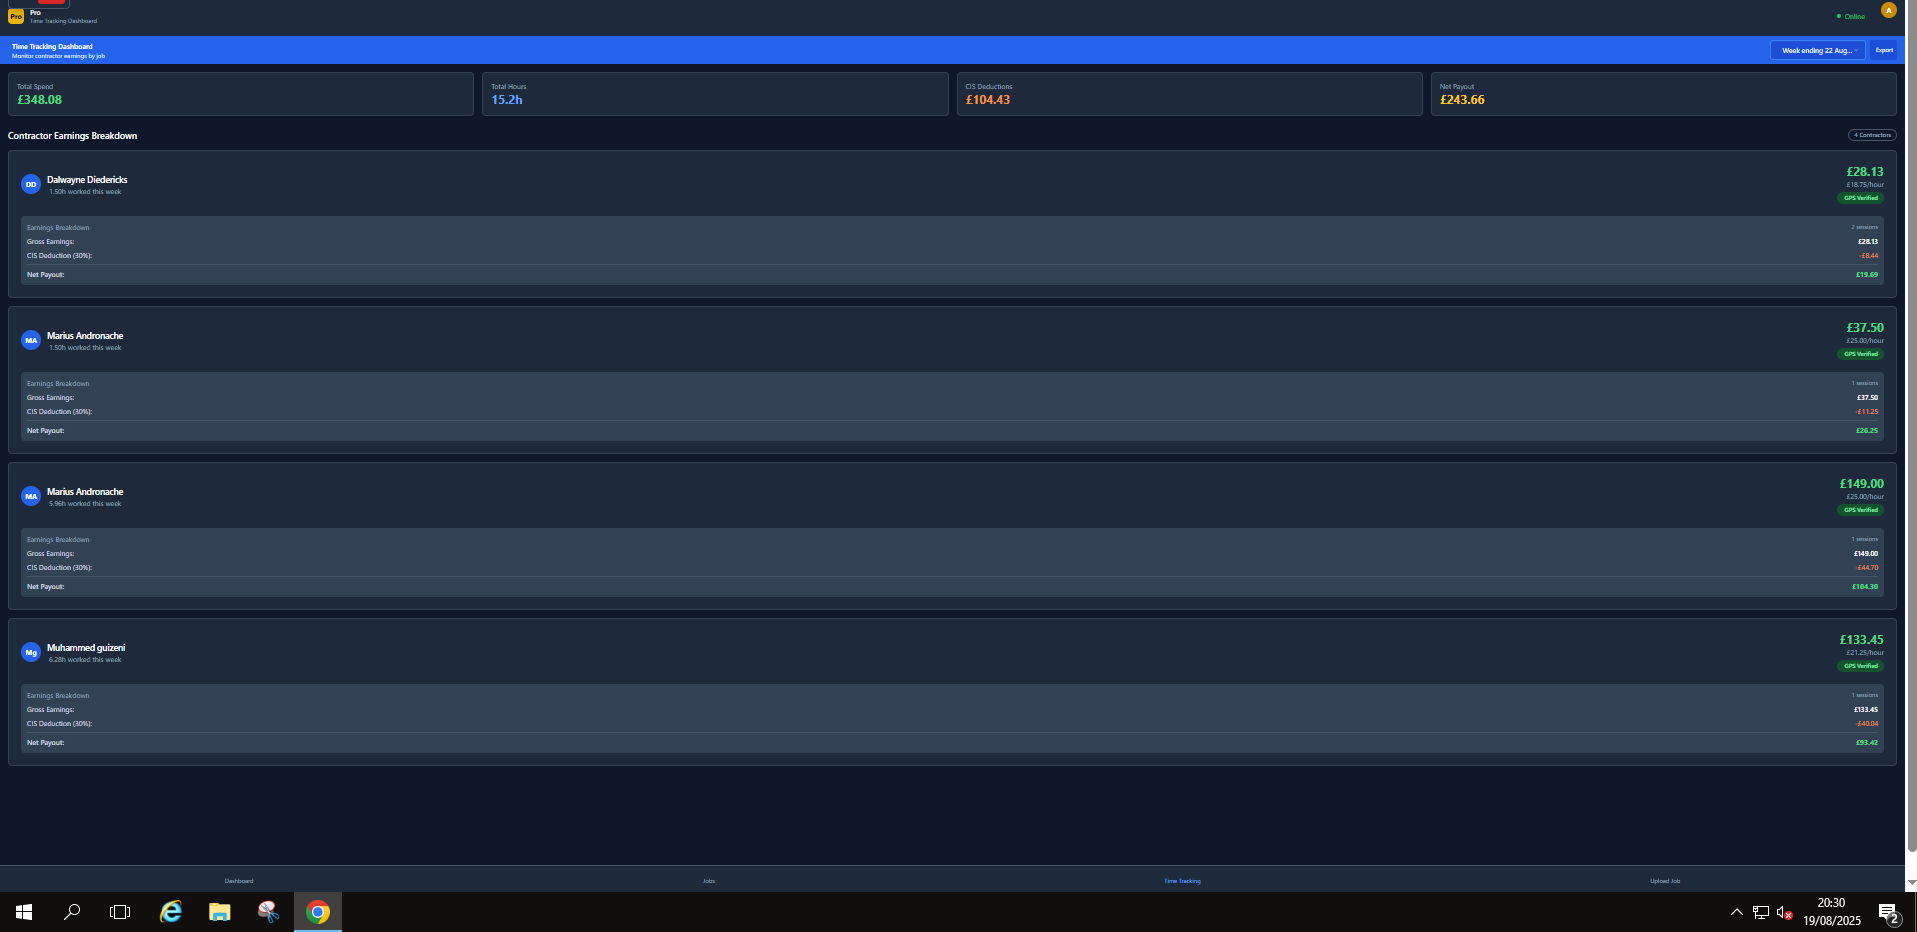 Pro
Pro
Time Tracking Dashboard
Online
A
Time Tracking Dashboard
Monitor contractor earnings by job
Week ending 22 Aug...
Export
Total Spend
£348.08
Total Hours
15.2h
CIS Deductions
£104.43
Net Payout
£243.66
Contractor Earnings Breakdown
4 Contractors
DD
Dalwayne Diedericks
1.50h worked this week
£28.13
£18.75/hour
GPS Verified
Earnings Breakdown
2 sessions
Gross Earnings:
£28.13
CIS Deduction (30%):
-£8.44
Net Payout:
£19.69
MA
Marius Andronache
1.50h worked this week
£37.50
£25.00/hour
GPS Verified
Earnings Breakdown
1 sessions
Gross Earnings:
£37.50
CIS Deduction (30%):
-£11.25
Net Payout:
£26.25
MA
Marius Andronache
5.96h worked this week
£149.00
£25.00/hour
GPS Verified
Earnings Breakdown
1 sessions
Gross Earnings:
£149.00
CIS Deduction (30%):
-£44.70
Net Payout:
£104.30
Mg
Muhammed guizeni
6.28h worked this week
£133.45
£21.25/hour
GPS Verified
Earnings Breakdown
1 sessions
Gross Earnings:
£133.45
CIS Deduction (30%):
-£40.04
Net Payout:
£93.42
Dashboard
Jobs
Time Tracking
Upload Job
20:30
19/08/2025
2